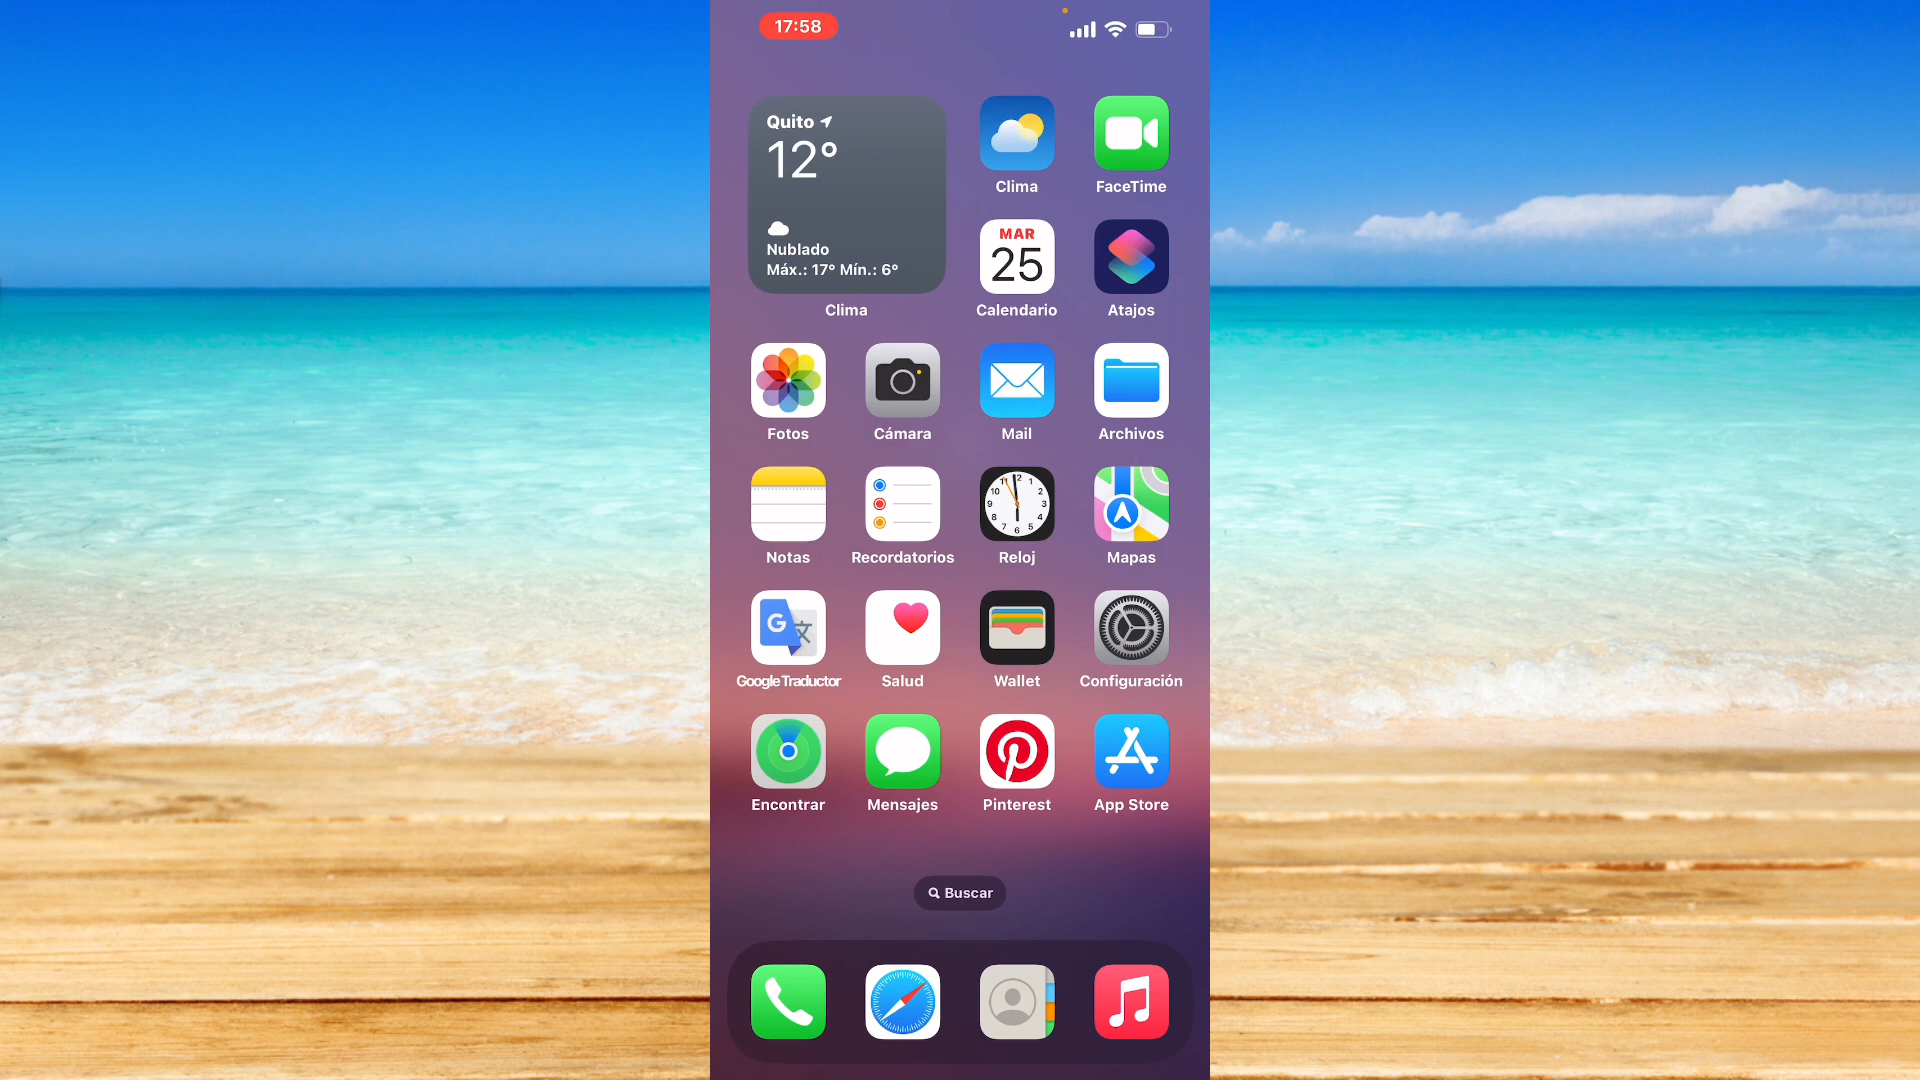 17:58
Quito
12°
Nublado
Máx.: 17° Mín.: 6°
Clima
Clima
FaceTime
MAR
25
Calendario
Atajos
Fotos
Cámara
Mail
Archivos
Notas
Recordatorios
Reloj
Mapas
Google Traductor
Salud
Wallet
Configuración
Encontrar
Mensajes
Pinterest
App Store
Buscar